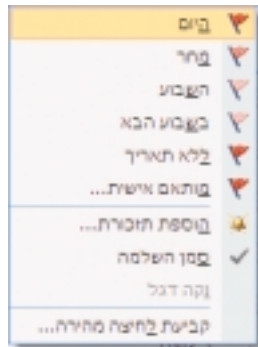 היום
מחר
השבוע
בשבוע הבא
ללא תאריך
מותאם אישית...
הוספת תזכורת...
סמן השלמה
נקה דגל
קביעת לחיצה מהירה...